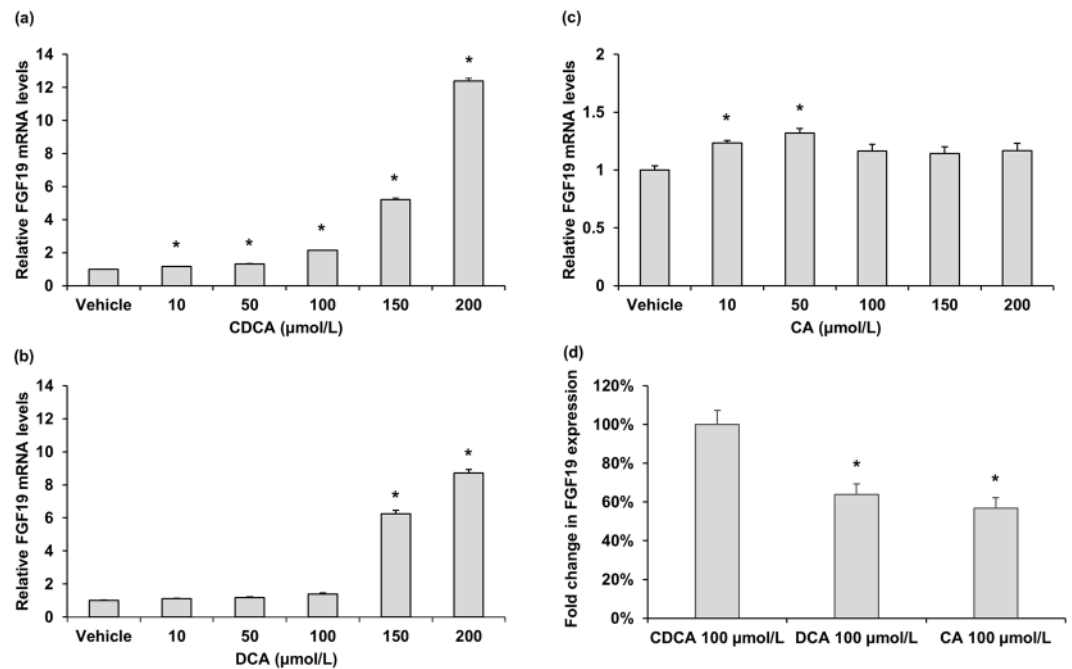 (a)
Relative FGF19 mRNA levels
14
12
10
8
6
4
2
0
*
*
*
*
*
Vehicle 10 50 100 150 200
CDCA (μmol/L)
(b)
Relative FGF19 mRNA levels
14
12
10
8
6
4
2
0
*
*
Vehicle 10 50 100 150 200
DCA (μmol/L)
(c)
Relative FGF19 mRNA levels
2
1.5
1
0.5
0
*
*
Vehicle 10 50 100 150 200
CA (μmol/L)
(d)
Fold change in FGF19 expression
120%
100%
80%
60%
40%
20%
0%
*
*
CDCA 100 μmol/L DCA 100 μmol/L CA 100 μmol/L